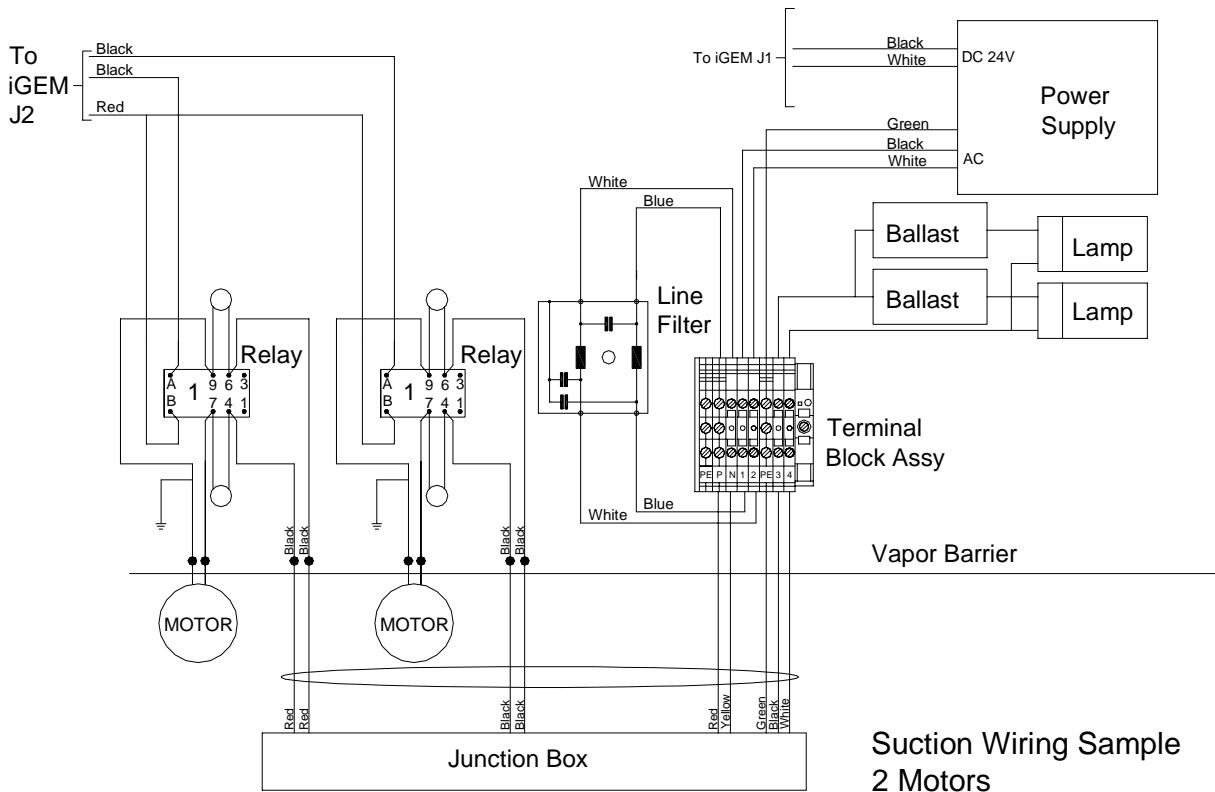 To
iGEM
J2
Black
Black
Red
To iGEM J1
Black
White
DC 24V
Power
Supply
Green
Black
White
AC
White
Blue
Ballast
Lamp
Ballast
Lamp
Line
Filter
Relay
A 1 9 6 3
B 7 4 1
Relay
A 1 9 6 3
B 7 4 1
Terminal
Block Assy
PE P N 1 2 PE 3 4
Blue
White
Black
Black
Black
Black
Vapor Barrier
MOTOR
MOTOR
Red
Red
Black
Black
Red
Yellow
Green
Black
White
Junction Box
Suction Wiring Sample
2 Motors